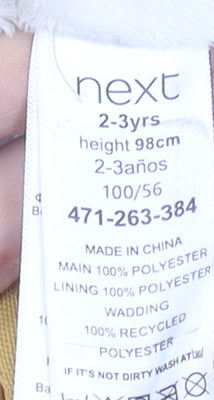 next
2-3yrs
height 98cm
2-3años
100/56
471-263-384
MADE IN CHINA
MAIN 100% POLYESTER
LINING 100% POLYESTER
WADDING
100% RECYCLED
POLYESTER
IF IT'S NOT DIRTY WASH AT